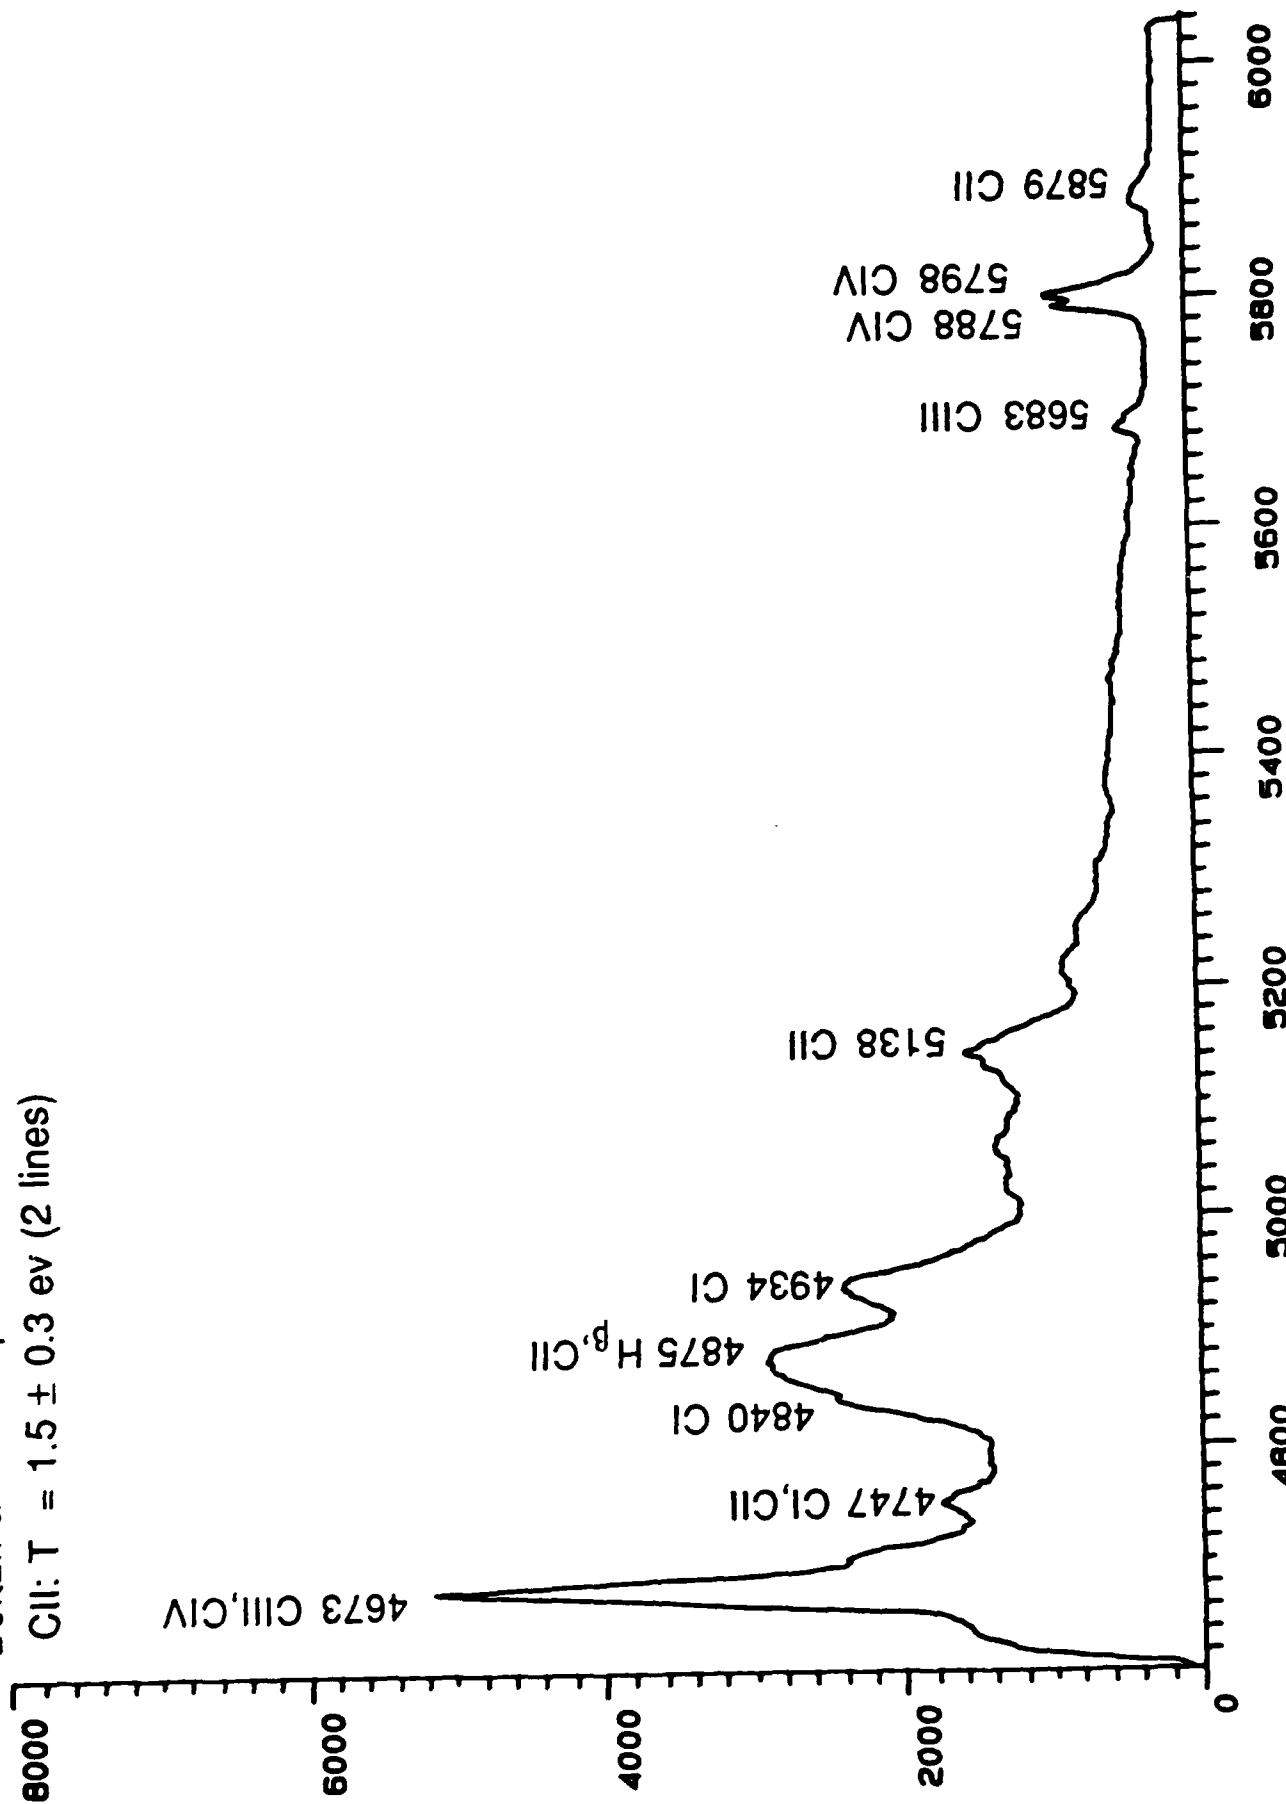 CII: T = 1.5 ± 0.3 ev (2 lines)
8000
6000
4000
2000
0
4673 CIII,CIV
4747 CI,CII
4840 CI
4875 Hβ,CII
4934 CI
5138 CII
5683 CIII
5788 CIV
5798 CIV
5879 CII
4800
5000
5200
5400
5600
5800
6000